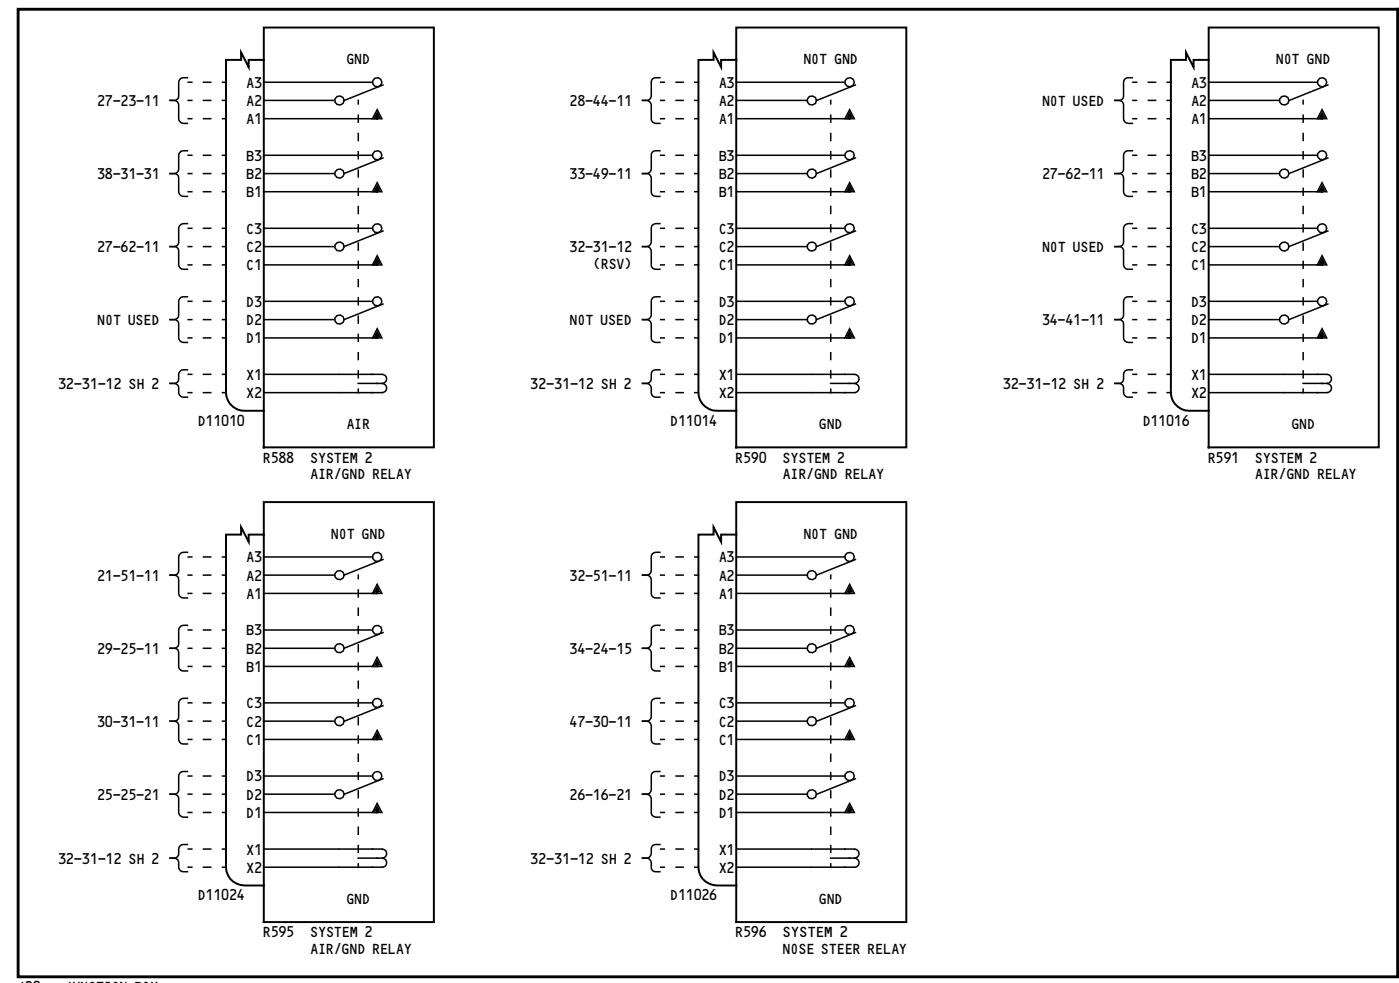 GND
27-23-11
A3
A2
A1
38-31-31
B3
B2
B1
27-62-11
C3
C2
C1
NOT USED
D3
D2
D1
32-31-12 SH 2
X1
X2
D11010
AIR
R588 SYSTEM 2
AIR/GND RELAY
NOT GND
28-44-11
A3
A2
A1
33-49-11
B3
B2
B1
32-31-12
(RSV)
C3
C2
C1
NOT USED
D3
D2
D1
32-31-12 SH 2
X1
X2
D11014
GND
R590 SYSTEM 2
AIR/GND RELAY
NOT GND
NOT USED
A3
A2
A1
27-62-11
B3
B2
B1
NOT USED
C3
C2
C1
34-41-11
D3
D2
D1
32-31-12 SH 2
X1
X2
D11016
GND
R591 SYSTEM 2
AIR/GND RELAY
NOT GND
21-51-11
A3
A2
A1
29-25-11
B3
B2
B1
30-31-11
C3
C2
C1
25-25-21
D3
D2
D1
32-31-12 SH 2
X1
X2
D11024
GND
R595 SYSTEM 2
AIR/GND RELAY
NOT GND
32-51-11
A3
A2
A1
34-24-15
B3
B2
B1
47-30-11
C3
C2
C1
26-16-21
D3
D2
D1
32-31-12 SH 2
X1
X2
D11026
GND
R596 SYSTEM 2
NOSE STEER RELAY